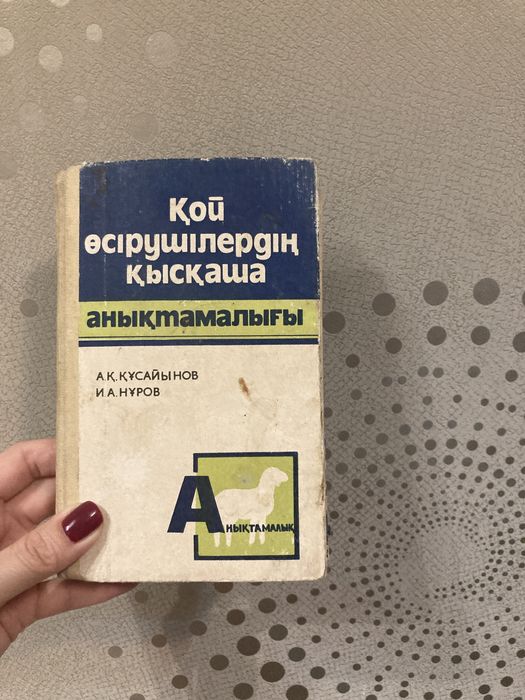 Қой
өсірушілердің
қысқаша
анықтамалығы
А.Қ.ҚҰСАЙЫНОВ
И.А.НҰРОВ
Анықтамалық